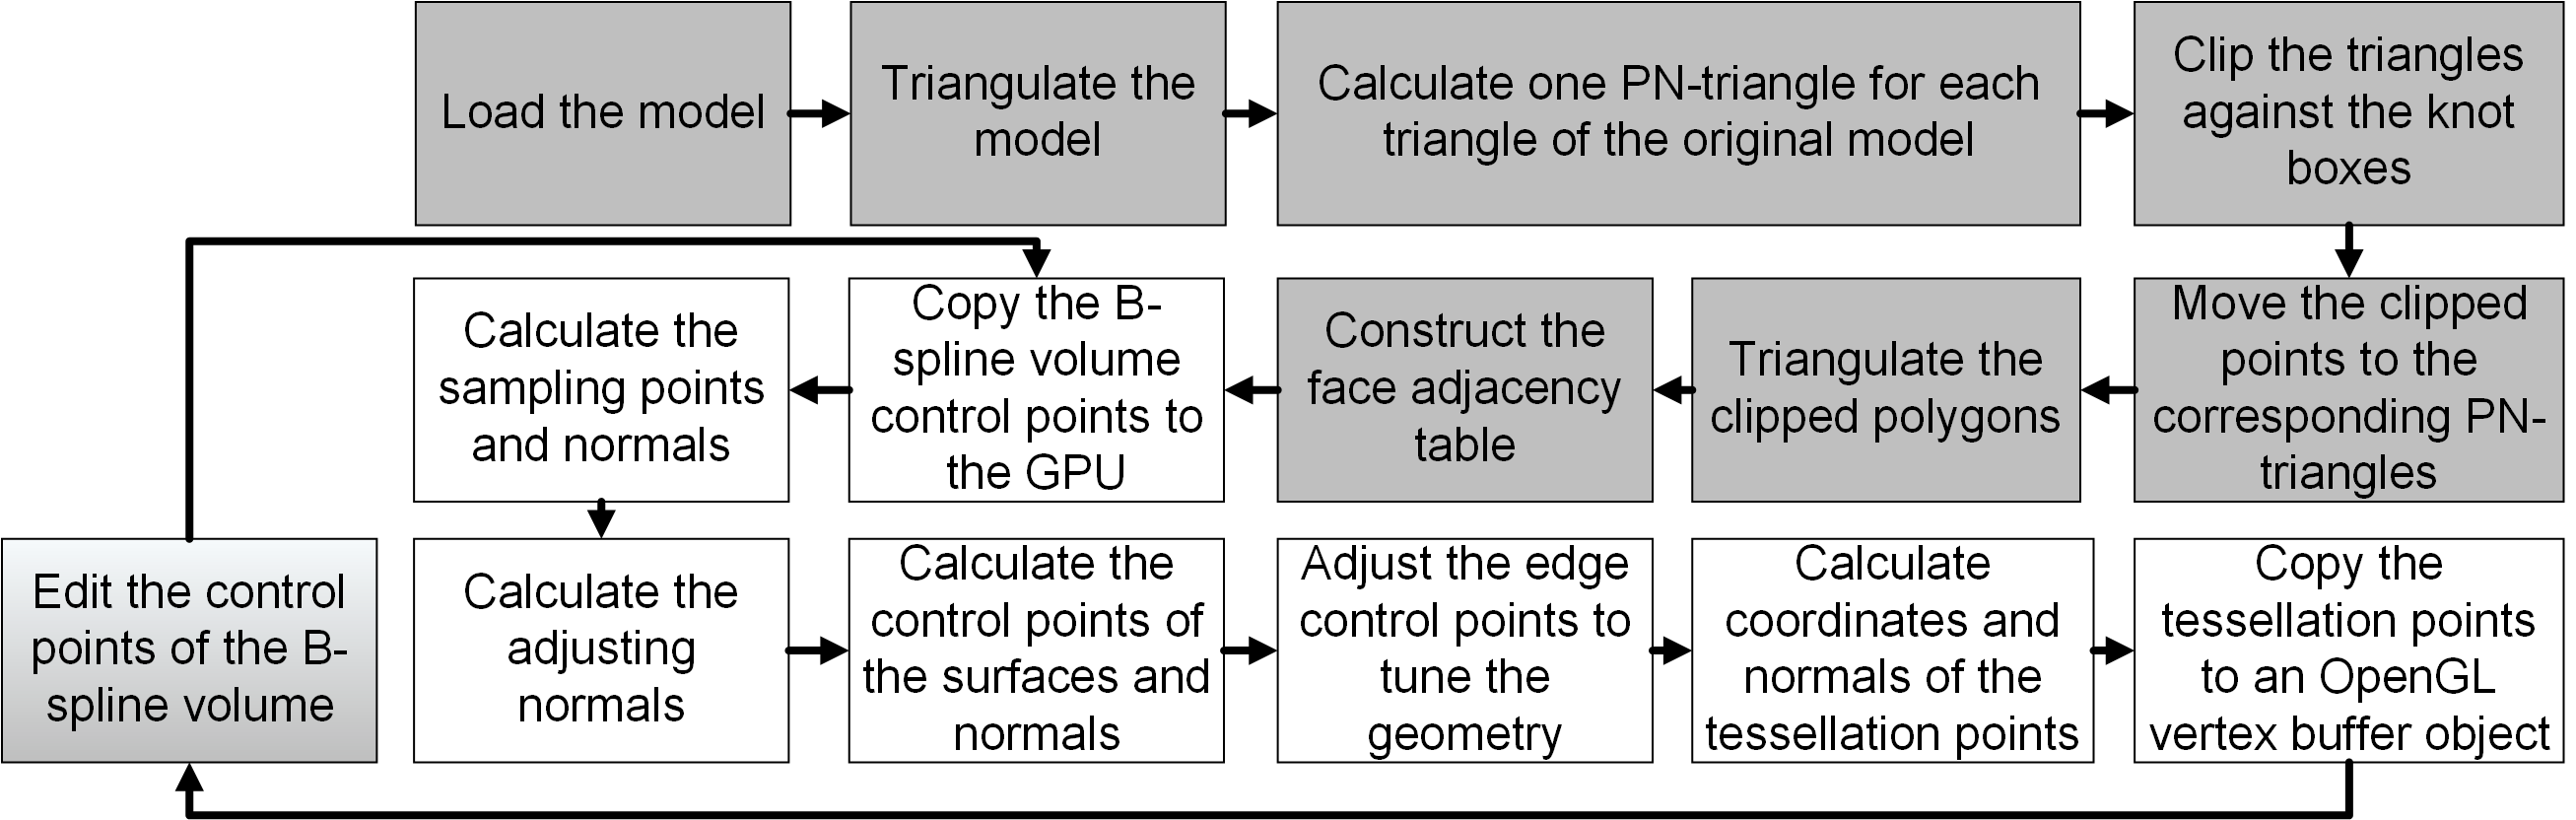 Load the model
Triangulate the
model
Calculate one PN-triangle for each
triangle of the original model
Clip the triangles
against the knot
boxes
Calculate the
sampling points
and normals
Copy the B-
spline volume
control points to
the GPU
Construct the
face adjacency
table
Triangulate the
clipped polygons
Move the clipped
points to the
corresponding PN-
triangles
Edit the control
points of the B-
spline volume
Calculate the
adjusting
normals
Calculate the
control points of
the surfaces and
normals
Adjust the edge
control points to
tune the
geometry
Calculate
coordinates and
normals of the
tessellation points
Copy the
tessellation points
to an OpenGL
vertex buffer object